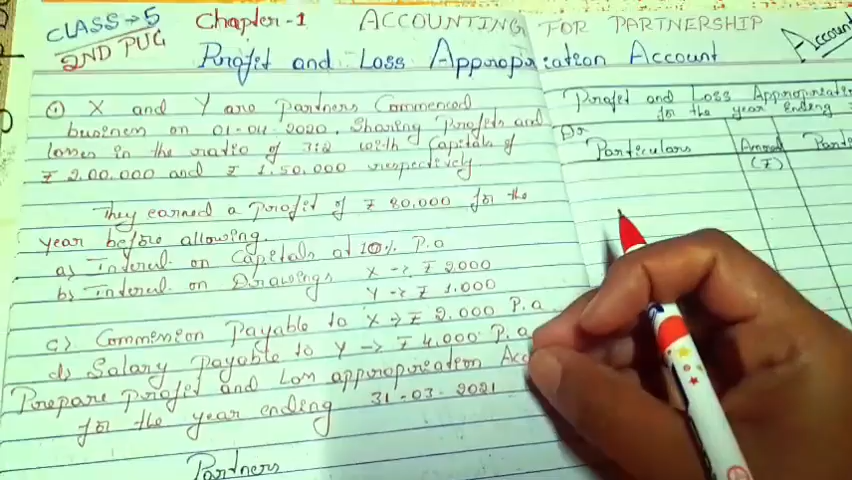 CLASS → 5
2ND PUC
Chapter-1 ACCOUNTING FOR PARTNERSHIP
Account
Profit and Loss Appropriation Account
① X and Y are Partners Commenced
business on 01-04-2020. Sharing Profits and
losses in the ratio of 3:2 with Capitals of
₹ 2,00,000 and ₹ 1,50,000 respectively
They earned a Profit of ₹ 80,000 for the
year before allowing.
a) Interest on Capitals at 10% P.a
b) Interest on Drawings X → ₹ 2,000
Y → ₹ 1,000
c) Commission Payable to X → ₹ 2,000 P.a
d) Salary payable to Y → ₹ 4,000 P.a
Prepare profit and Loss appropriation Acc
for the year ending 31-03-2021
Partners
Profit and Loss Appropriation
for the year ending
Dr
Particulars Amount Parti
(₹)